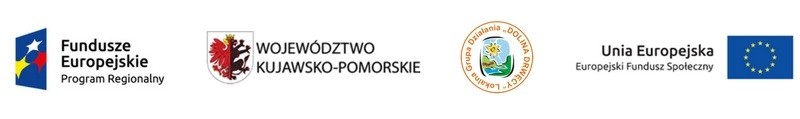 Fundusze
Europejskie
Program Regionalny
WOJEWÓDZTWO
KUJAWSKO-POMORSKIE
Lokalna Grupa Działania „DOLINA DRWĘCY"
Unia Europejska
Europejski Fundusz Społeczny